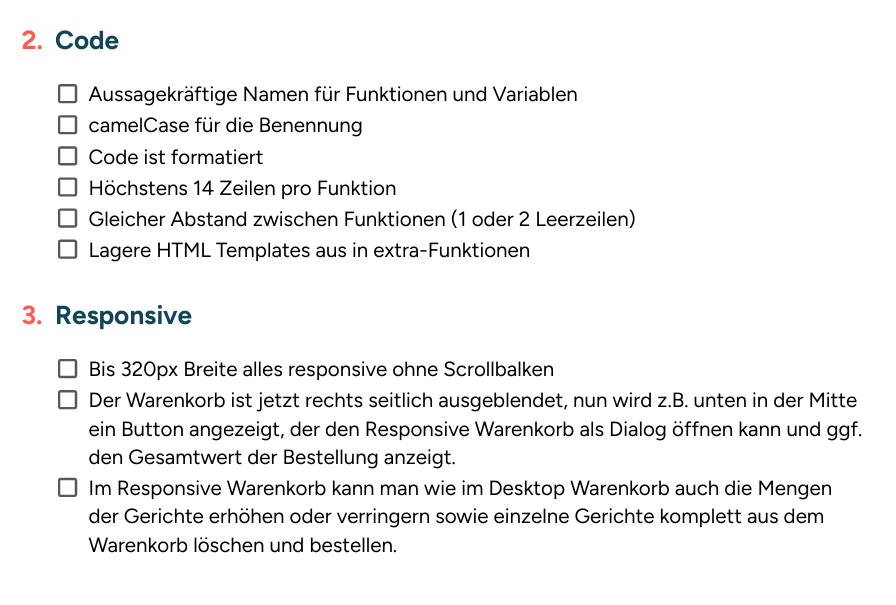 2. Code
Aussagekräftige Namen für Funktionen und Variablen
camelCase für die Benennung
Code ist formatiert
Höchstens 14 Zeilen pro Funktion
Gleicher Abstand zwischen Funktionen (1 oder 2 Leerzeilen)
Lagere HTML Templates aus in extra-Funktionen
3. Responsive
Bis 320px Breite alles responsive ohne Scrollbalken
Der Warenkorb ist jetzt rechts seitlich ausgeblendet, nun wird z.B. unten in der Mitte
ein Button angezeigt, der den Responsive Warenkorb als Dialog öffnen kann und ggf.
den Gesamtwert der Bestellung anzeigt.
Im Responsive Warenkorb kann man wie im Desktop Warenkorb auch die Mengen
der Gerichte erhöhen oder verringern sowie einzelne Gerichte komplett aus dem
Warenkorb löschen und bestellen.